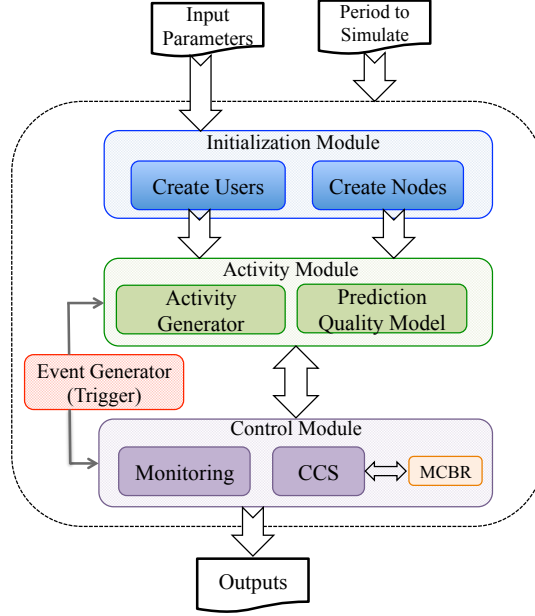 Input
Parameters
Period to
Simulate
Initialization Module
Create Users
Create Nodes
Activity Module
Activity
Generator
Prediction
Quality Model
Event Generator
(Trigger)
Control Module
Monitoring
CCS
MCBR
Outputs